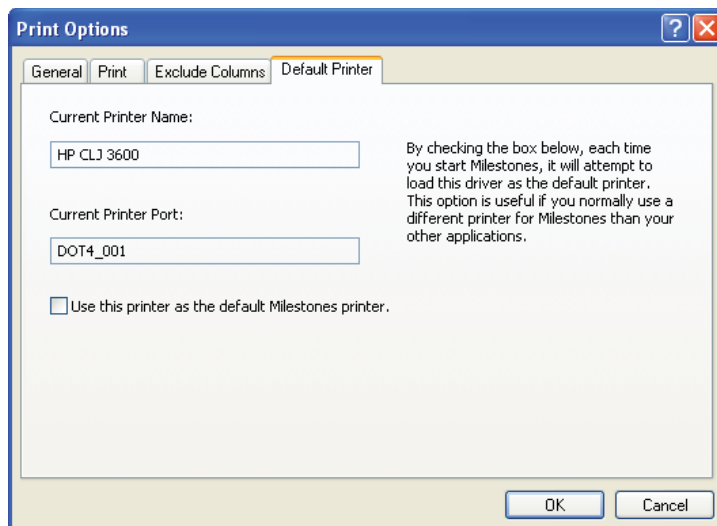 Print Options
General
Print
Exclude Columns
Default Printer
Current Printer Name:
HP CLJ 3600
Current Printer Port:
DOT4_001
Use this printer as the default Milestones printer.
By checking the box below, each time
you start Milestones, it will attempt to
load this driver as the default printer.
This option is useful if you normally use a
different printer for Milestones than your
other applications.
OK
Cancel